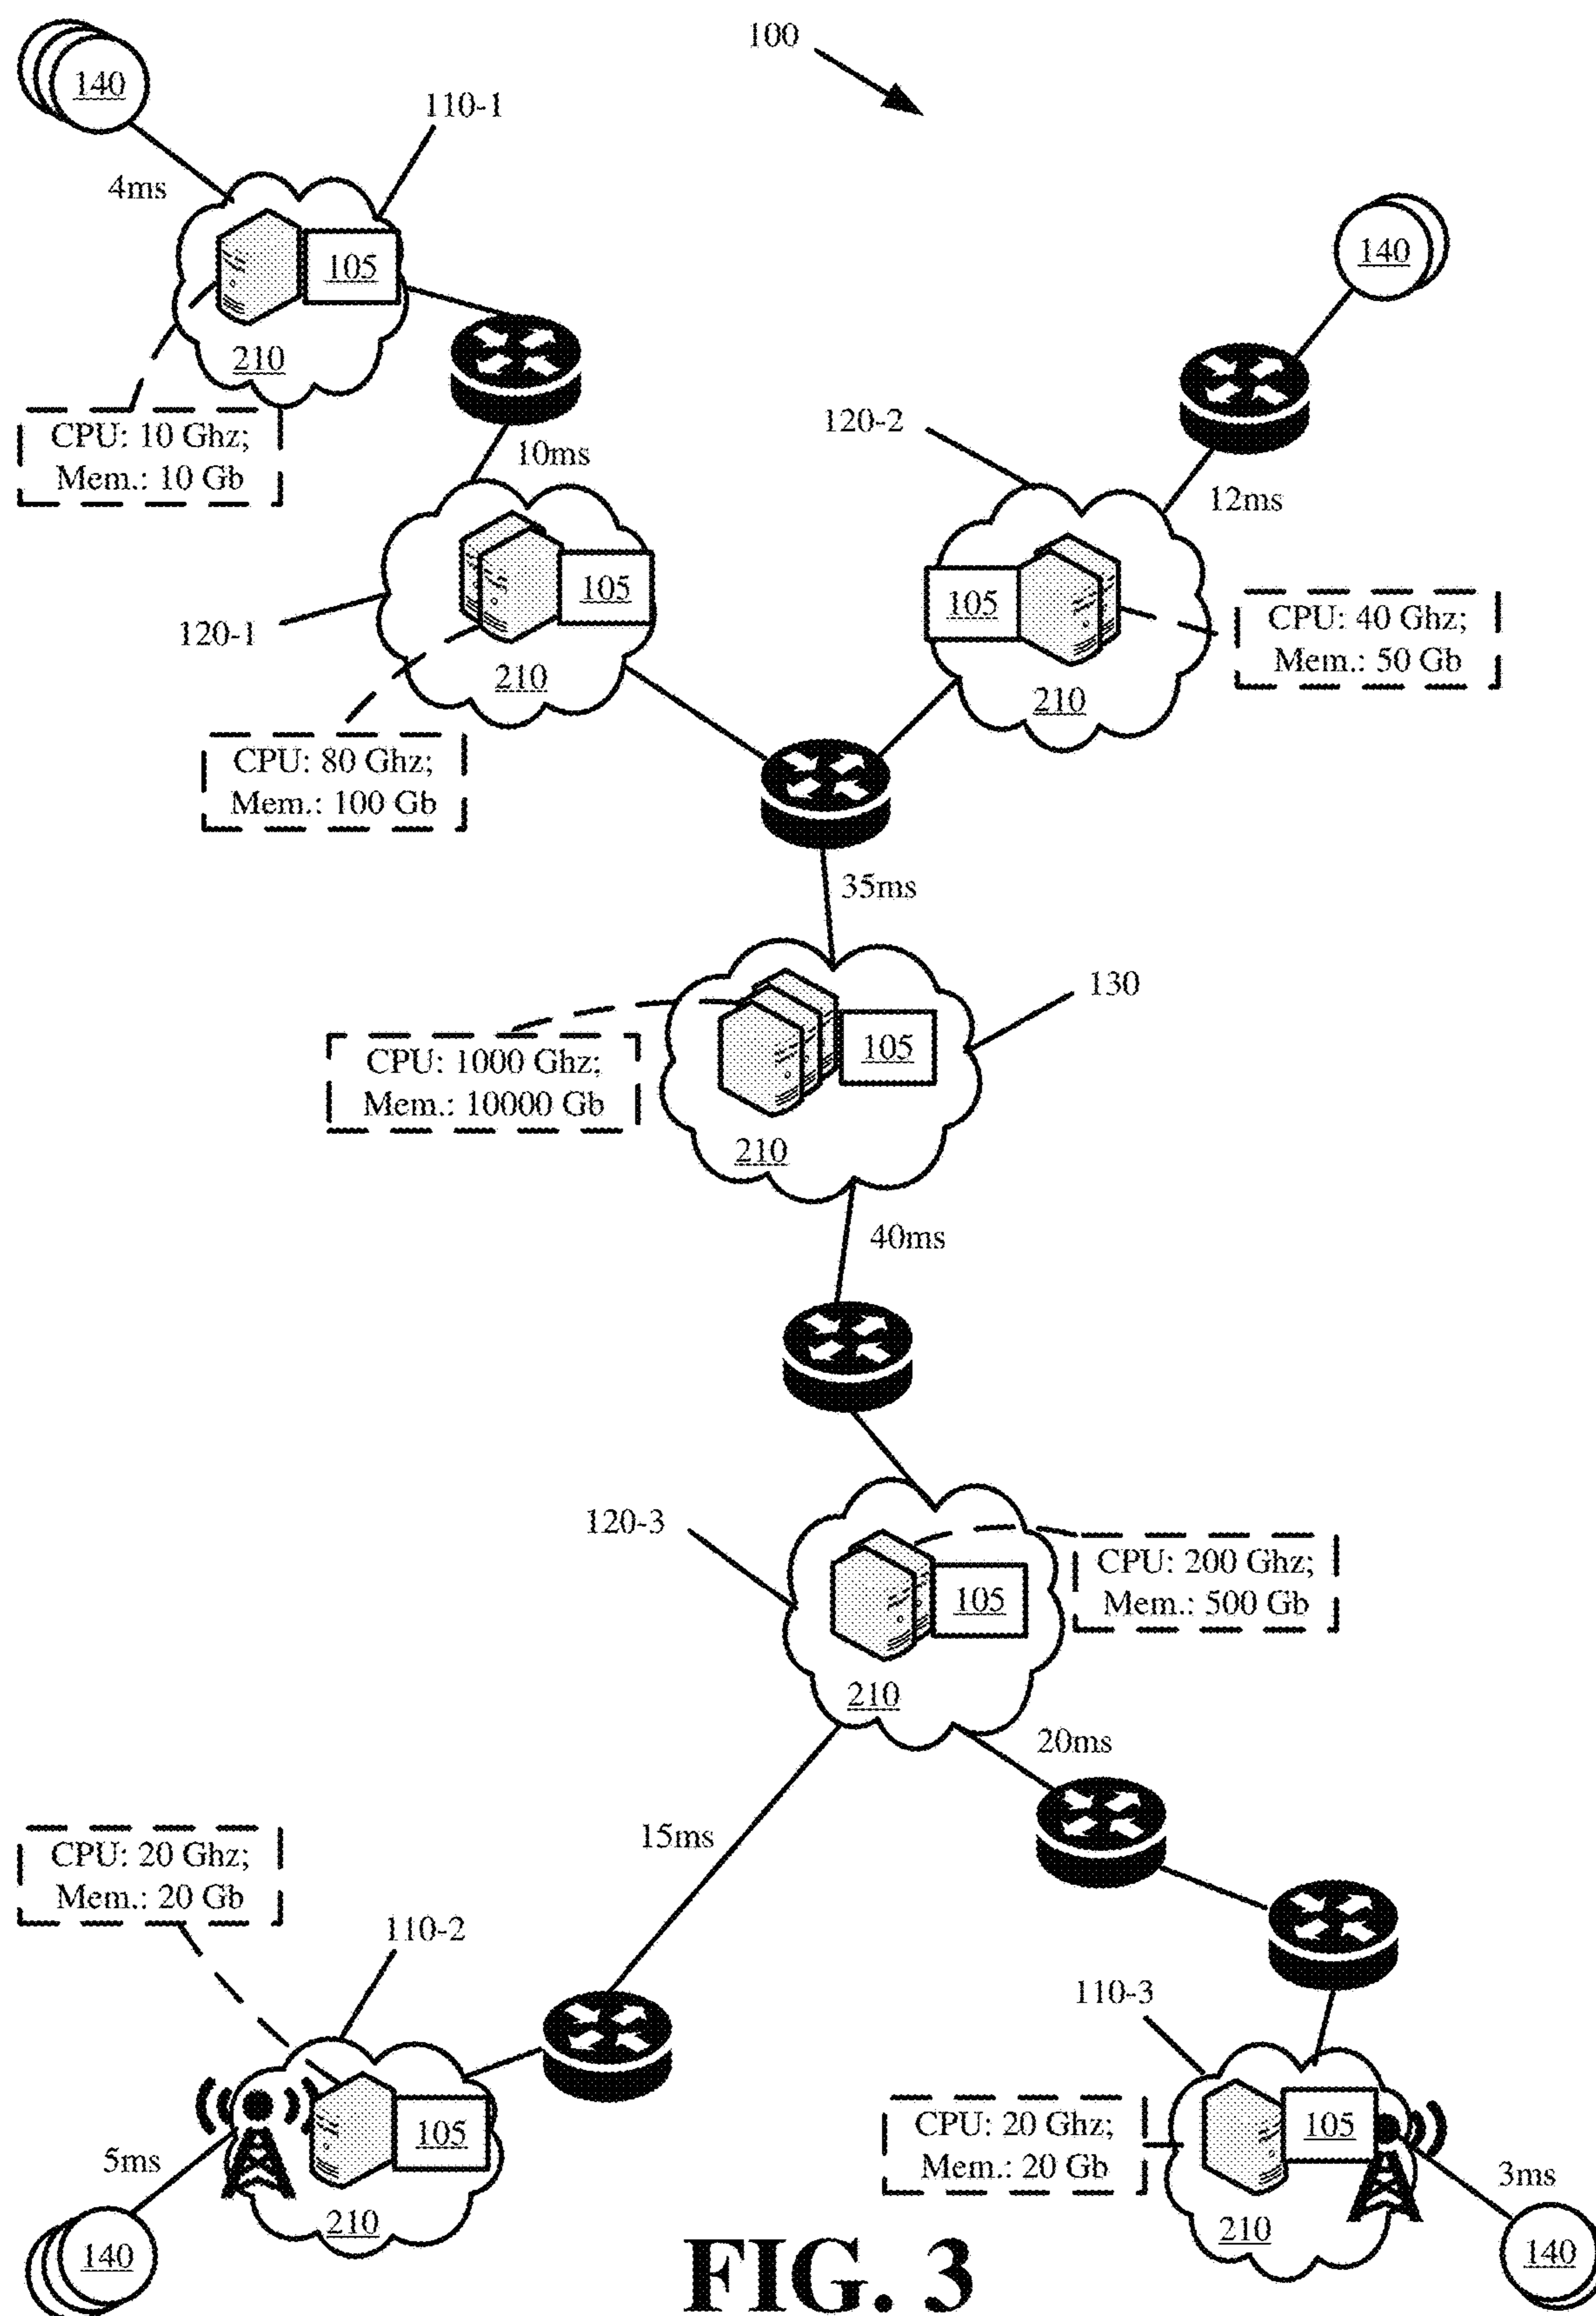 100
140
110-1
4ms
105
140
210
CPU: 10 Ghz;
Mem.: 10 Gb
10ms
120-2
12ms
105
105
CPU: 40 Ghz;
Mem.: 50 Gb
120-1
210
210
CPU: 80 Ghz;
Mem.: 100 Gb
35ms
130
CPU: 1000 Ghz;
Mem.: 10000 Gb
105
210
40ms
120-3
CPU: 200 Ghz;
Mem.: 500 Gb
105
210
20ms
15ms
CPU: 20 Ghz;
Mem.: 20 Gb
110-2
110-3
105
CPU: 20 Ghz;
Mem.: 20 Gb
105
5ms
3ms
210
210
140
140
FIG. 3